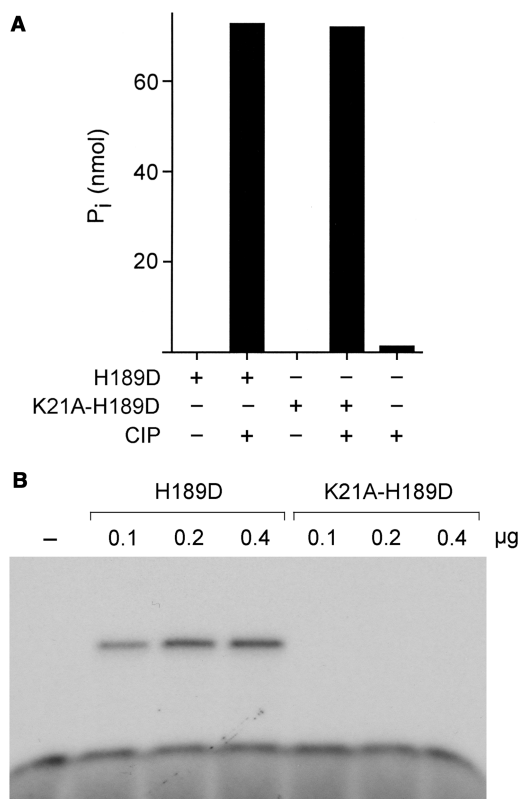 A
60
40
20
Pi (nmol)
H189D + + – – –
K21A-H189D – – + + –
CIP – + – + +
B
H189D K21A-H189D
– 0.1 0.2 0.4 0.1 0.2 0.4 µg